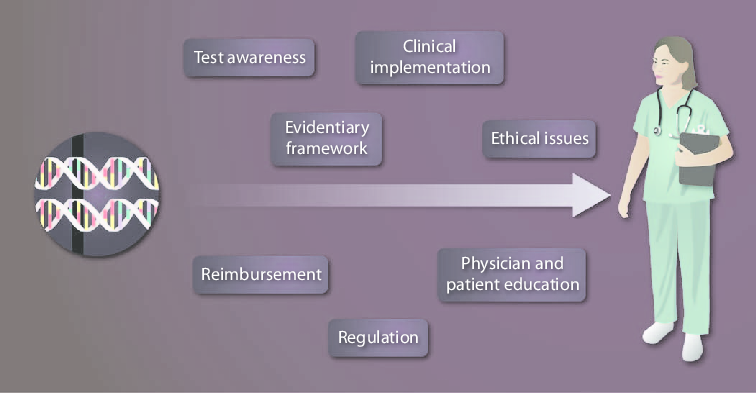 Test awareness
Clinical
implementation
Evidentiary
framework
Ethical issues
Reimbursement
Physician and
patient education
Regulation